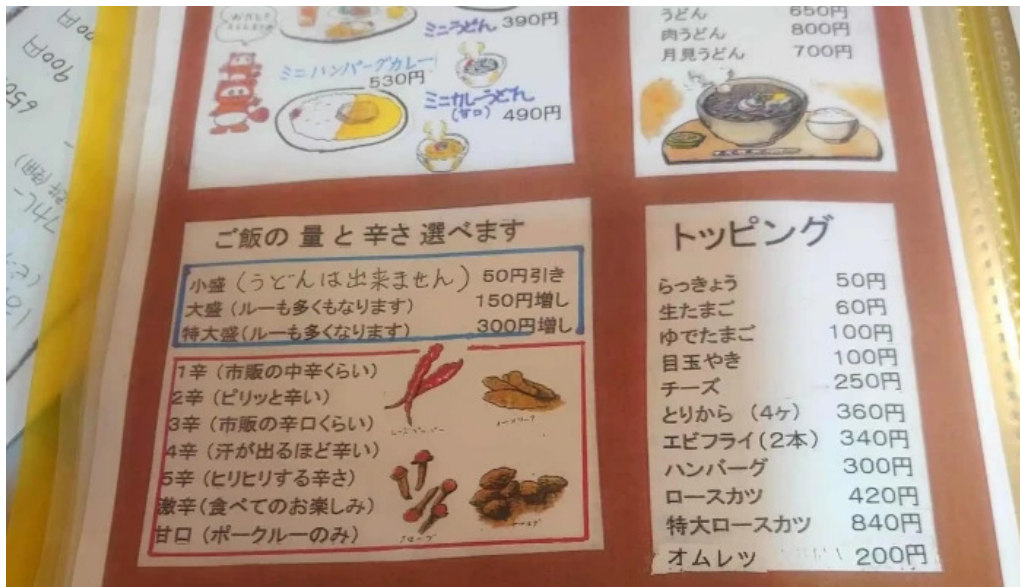 ミニうどん 390円
ミニハンバーグカレー
530円
ミニカレーうどん
(甘口) 490円
うどん 650円
肉うどん 800円
月見うどん 700円
ご飯の 量 と 辛さ 選べます
小盛 (うどんは出来ません) 50円引き
大盛 (ルーも多くもなります) 150円増し
特大盛(ルーも多くなります) 300円増し
1辛 (市販の中辛くらい)
2辛 (ピリッと辛い)
3辛 (市販の辛口くらい)
4辛 (汗が出るほど辛い)
5辛 (ヒリヒリする辛さ)
激辛(食べてのお楽しみ)
甘口 (ポークルーのみ)
トッピング
らっきょう 50円
生たまご 60円
ゆでたまご 100円
目玉やき 100円
チーズ 250円
とりから (4ヶ) 360円
エビフライ(2本) 340円
ハンバーグ 300円
ロースカツ 420円
特大ロースカツ 840円
オムレツ 200円